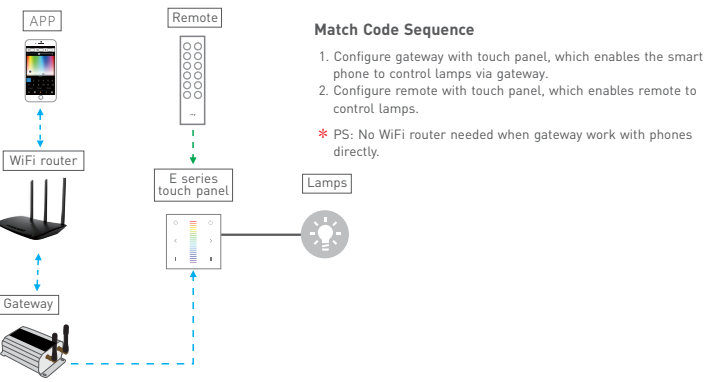 APP
Remote
Match Code Sequence
1. Configure gateway with touch panel, which enables the smart
phone to control lamps via gateway.
2. Configure remote with touch panel, which enables remote to
control lamps.
* PS: No WiFi router needed when gateway work with phones
directly.
WiFi router
E series
touch panel
Lamps
Gateway